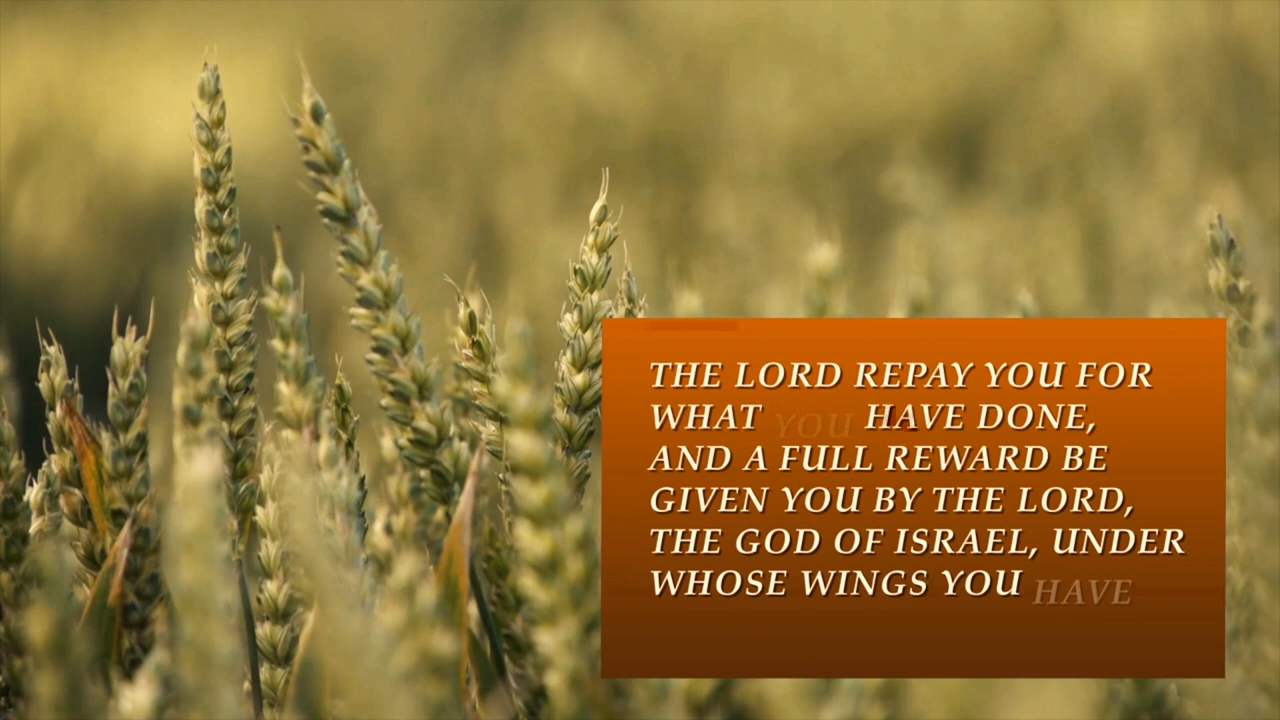 THE LORD REPAY YOU FOR
WHAT YOU HAVE DONE,
AND A FULL REWARD BE
GIVEN YOU BY THE LORD,
THE GOD OF ISRAEL, UNDER
WHOSE WINGS YOU HAVE